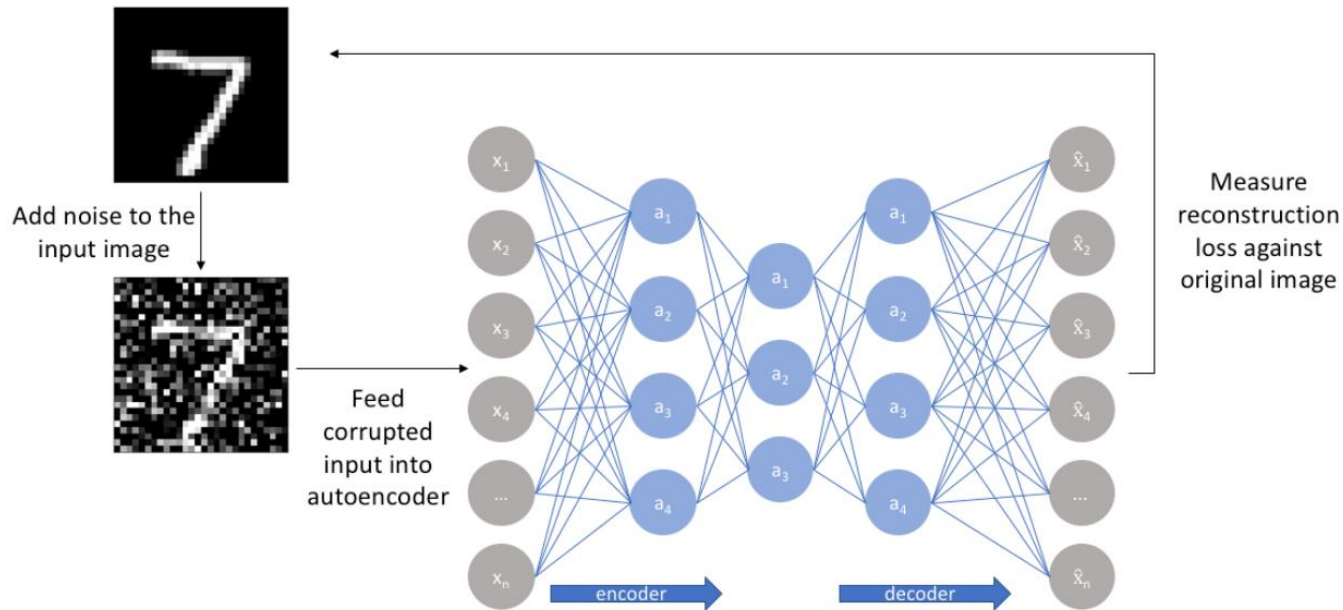 Add noise to the
input image
Feed
corrupted
input into
autoencoder
x₁
x₂
x₃
x₄
...
xₙ
a₁
a₂
a₃
a₄
a₁
a₂
a₃
a₁
a₂
a₃
a₄
x̂₁
x̂₂
x̂₃
x̂₄
...
x̂ₙ
encoder
decoder
Measure
reconstruction
loss against
original image